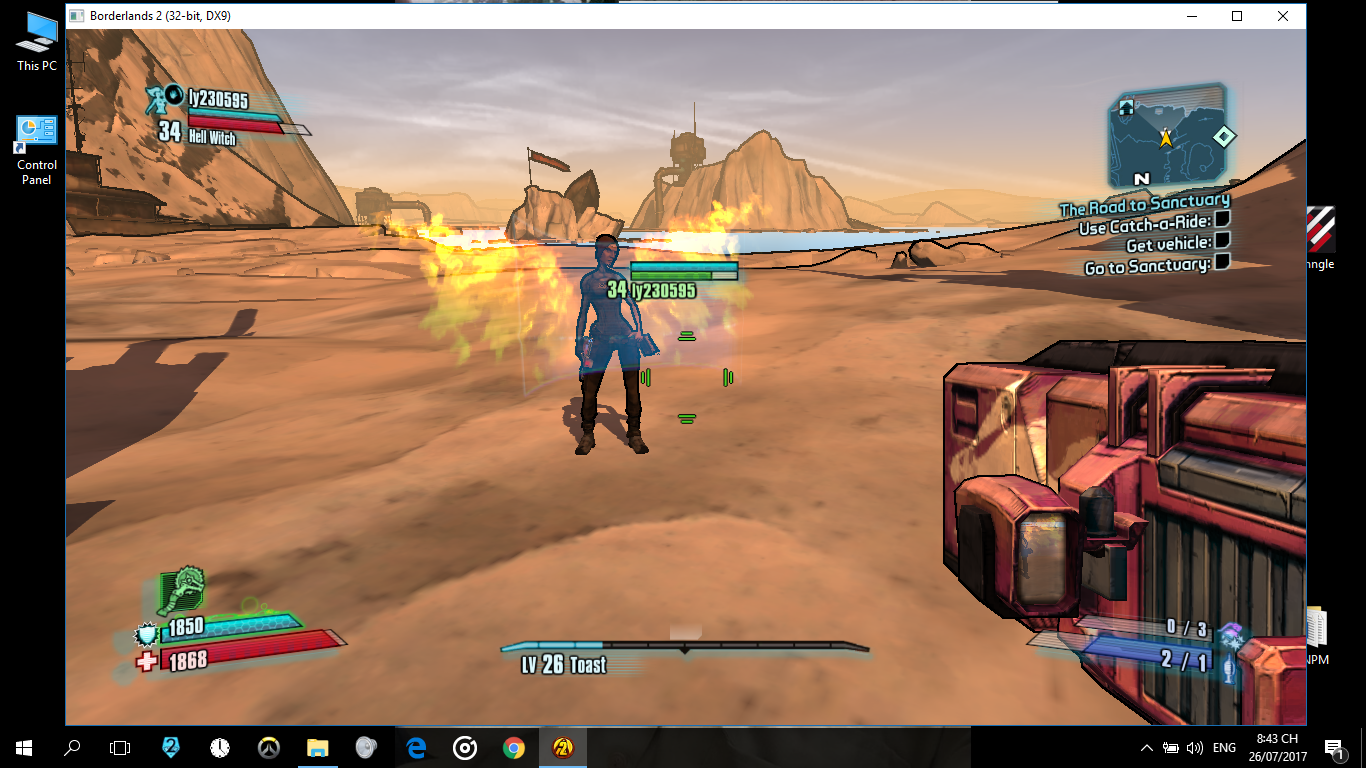 Borderlands 2 (32-bit, DX9)
This PC
Control
Panel
ly230595
34 Hell Witch
N
The Road to Sanctuary
Use Catch-a-Ride:
Get vehicle:
Go to Sanctuary:
34 ly230595
nngle
1850
1868
LV 26 Toast
0 / 3
2 / 1
NPM
ENG
8:43 CH
26/07/2017
1